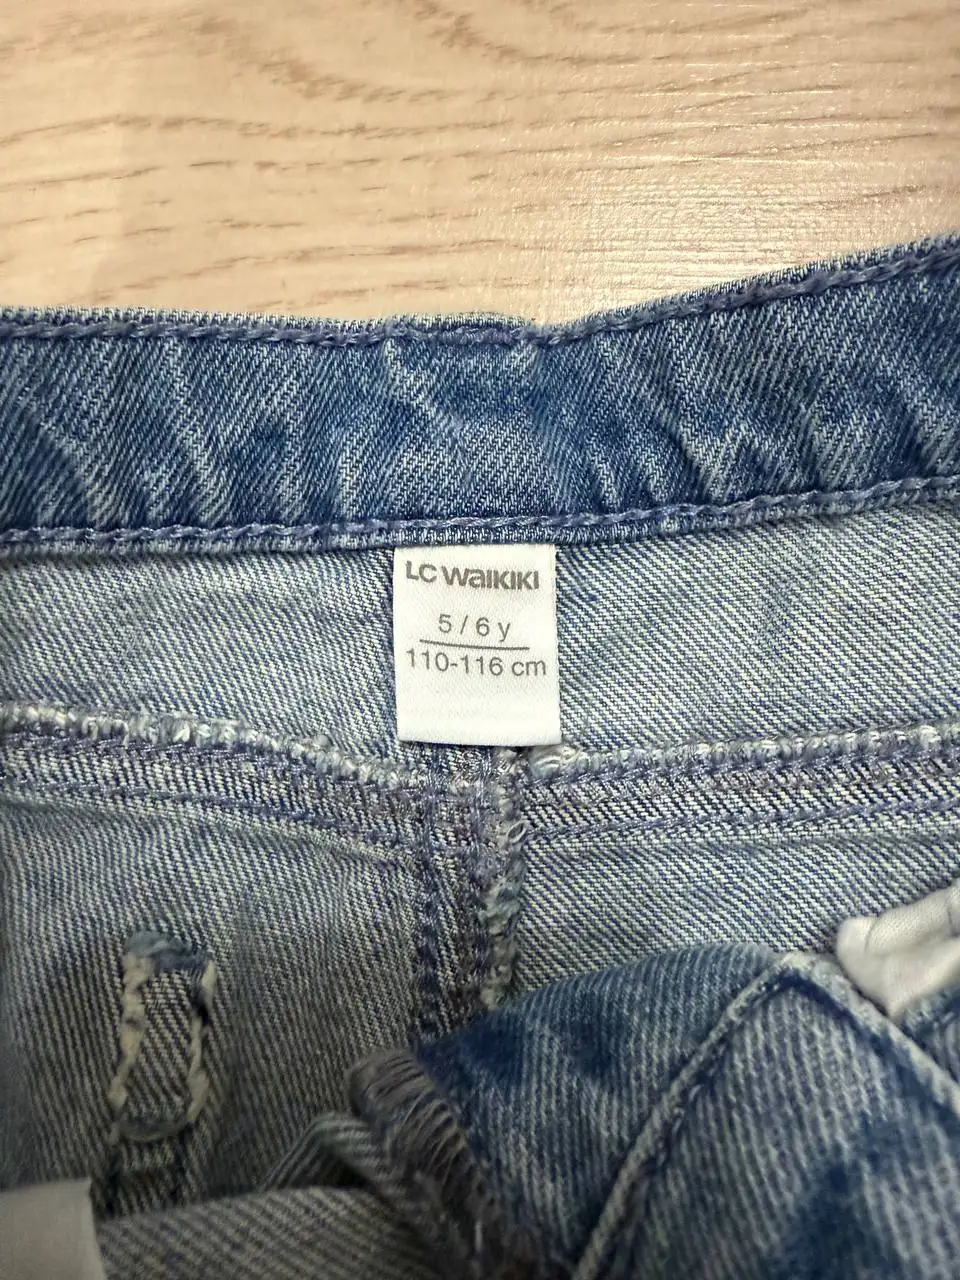 LC WAIKIKI
5 / 6 y
110-116 cm